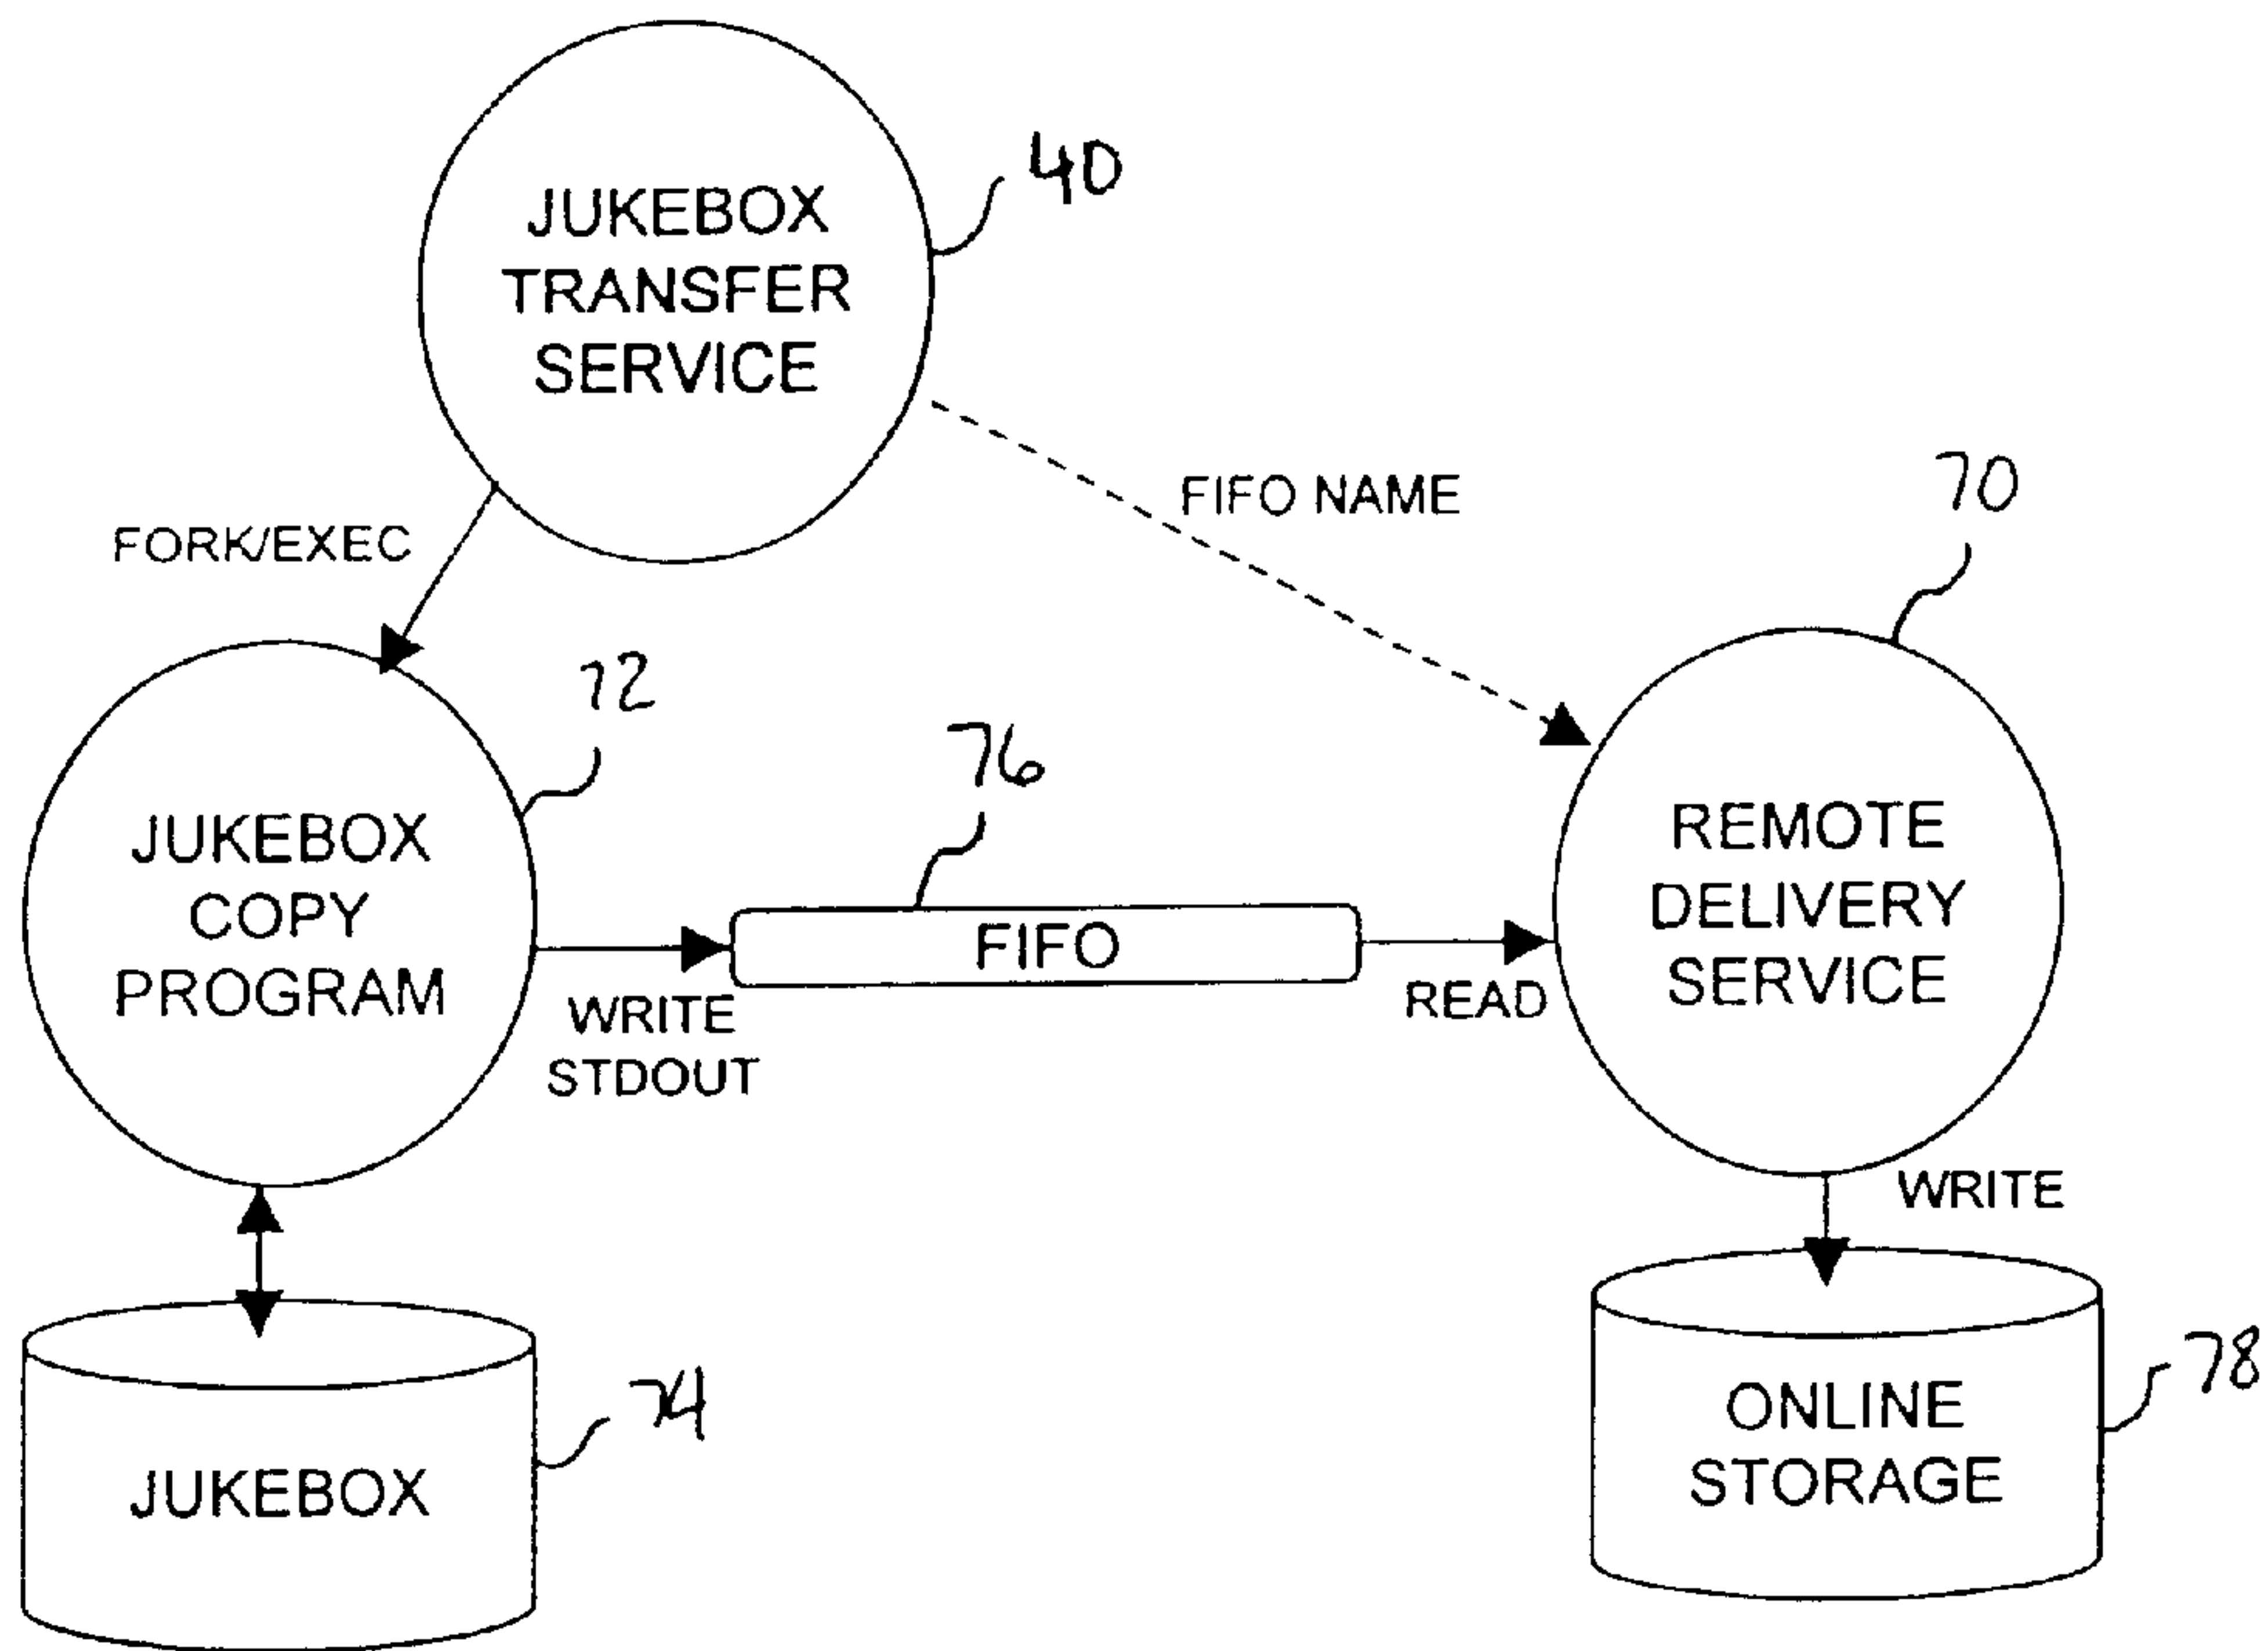 JUKEBOX
TRANSFER
SERVICE
40
FORK/EXEC
FIFO NAME
70
72
76
JUKEBOX
COPY
PROGRAM
FIFO
REMOTE
DELIVERY
SERVICE
WRITE
STDOUT
READ
WRITE
JUKEBOX
74
ONLINE
STORAGE
78